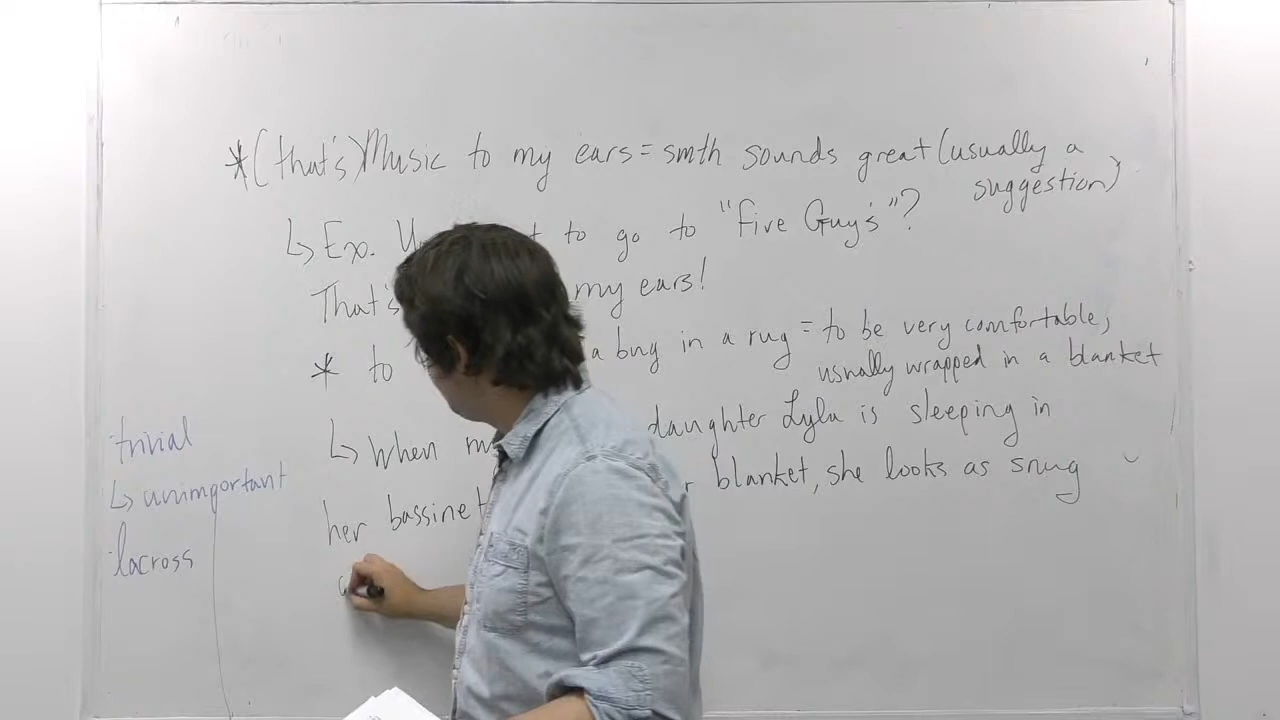 *(that's) Music to my ears = smth sounds great (usually a
suggestion)
↳ Ex. to go to "Five Guy's"?
That's my ears!
* to a bug in a rug = to be very comfortable,
usually wrapped in a blanket
↳ When daughter Lylu is sleeping in
her bassinet blanket, she looks as snug
trivial
↳ unimportant
lacross